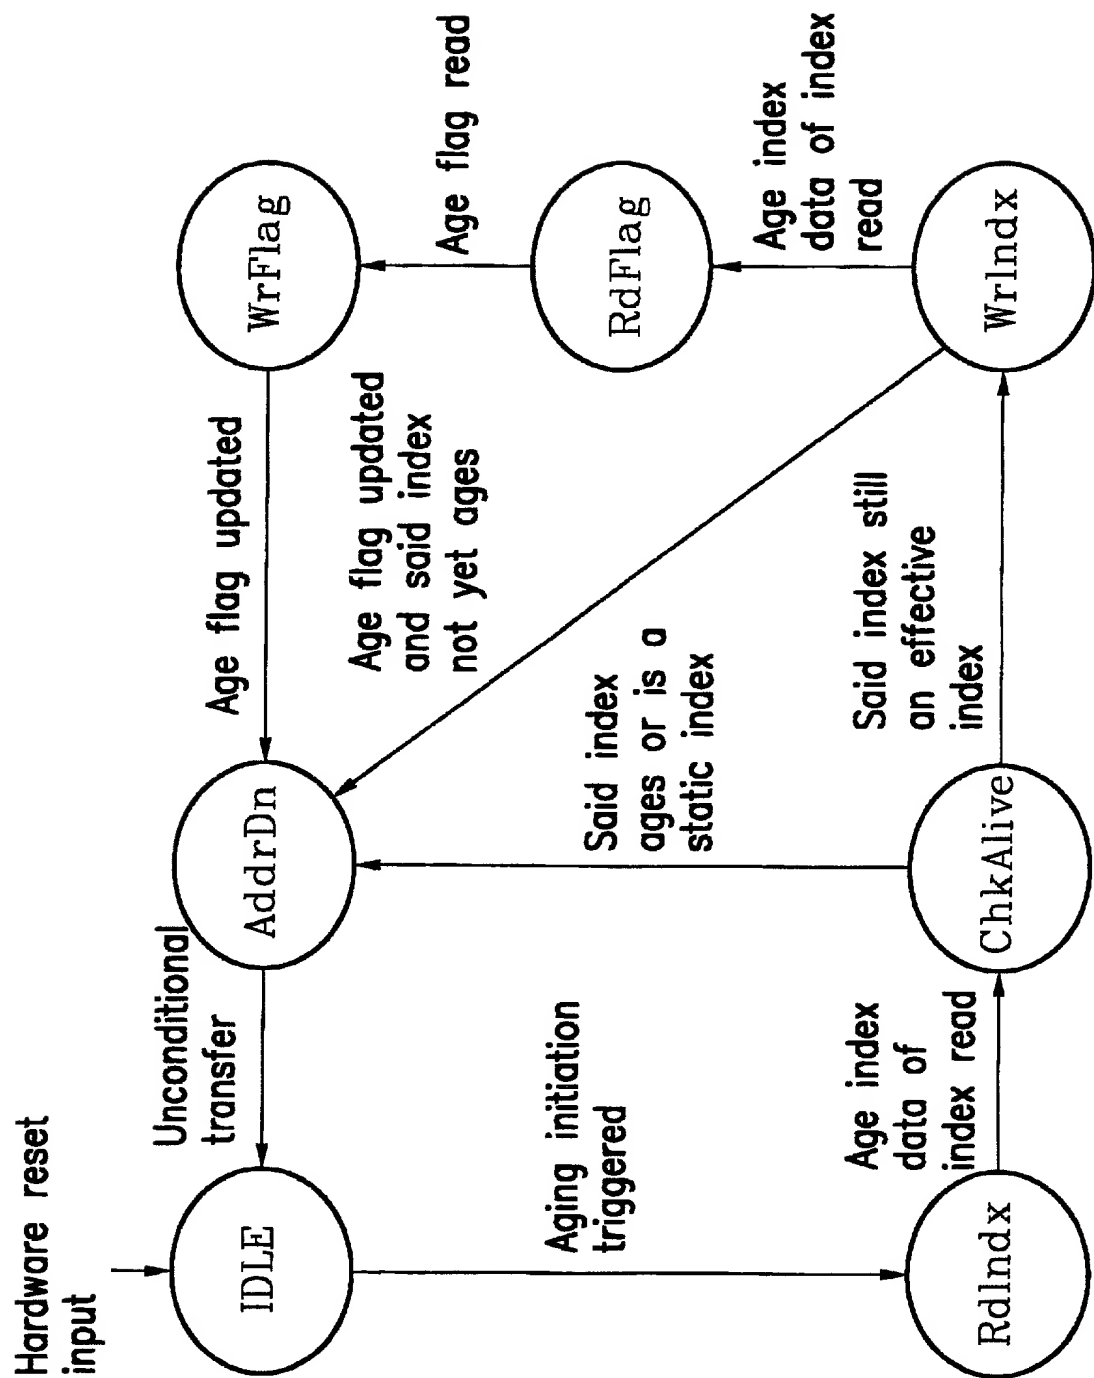 Hardware reset
input
IDLE
Unconditional
transfer
AddrDn
Age flag updated
WrFlag
Age flag updated
and said index
not yet ages
Age flag read
Aging initiation
triggered
Said index
ages or is a
static index
RdFlag
Age index
data of index
read
RdIndx
Age index
data of
index read
ChkAlive
Said index still
an effective
index
WrIndx